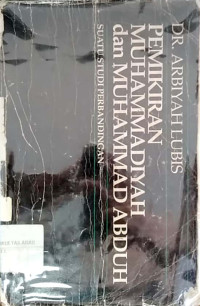 DR. ARBIYAH LUBIS
PEMIKIRAN
MUHAMMADIYAH
dan MUHAMMAD ABDUH
SUATU STUDI PERBANDINGAN